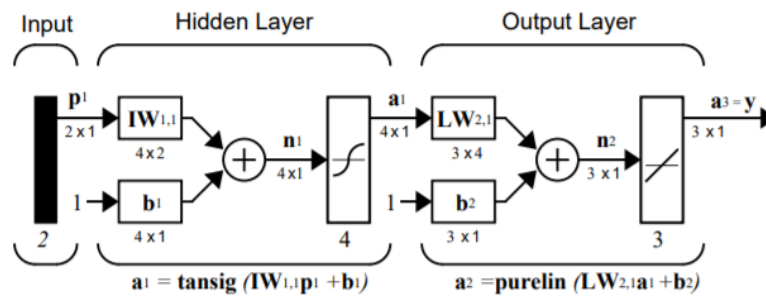 Input Hidden Layer Output Layer
p1 a1 a3 = y
IW1,1 LW2,1
2 x 1 n1 4x1 n2 3 x 1
4 x 2 4x1 3 x 4 3 x 1
1 b1 1 b2
2 4 x 1 4 3 x 1 3
a1 = tansig (IW1,1p1 +b1) a2 =purelin (LW2,1a1 +b2)